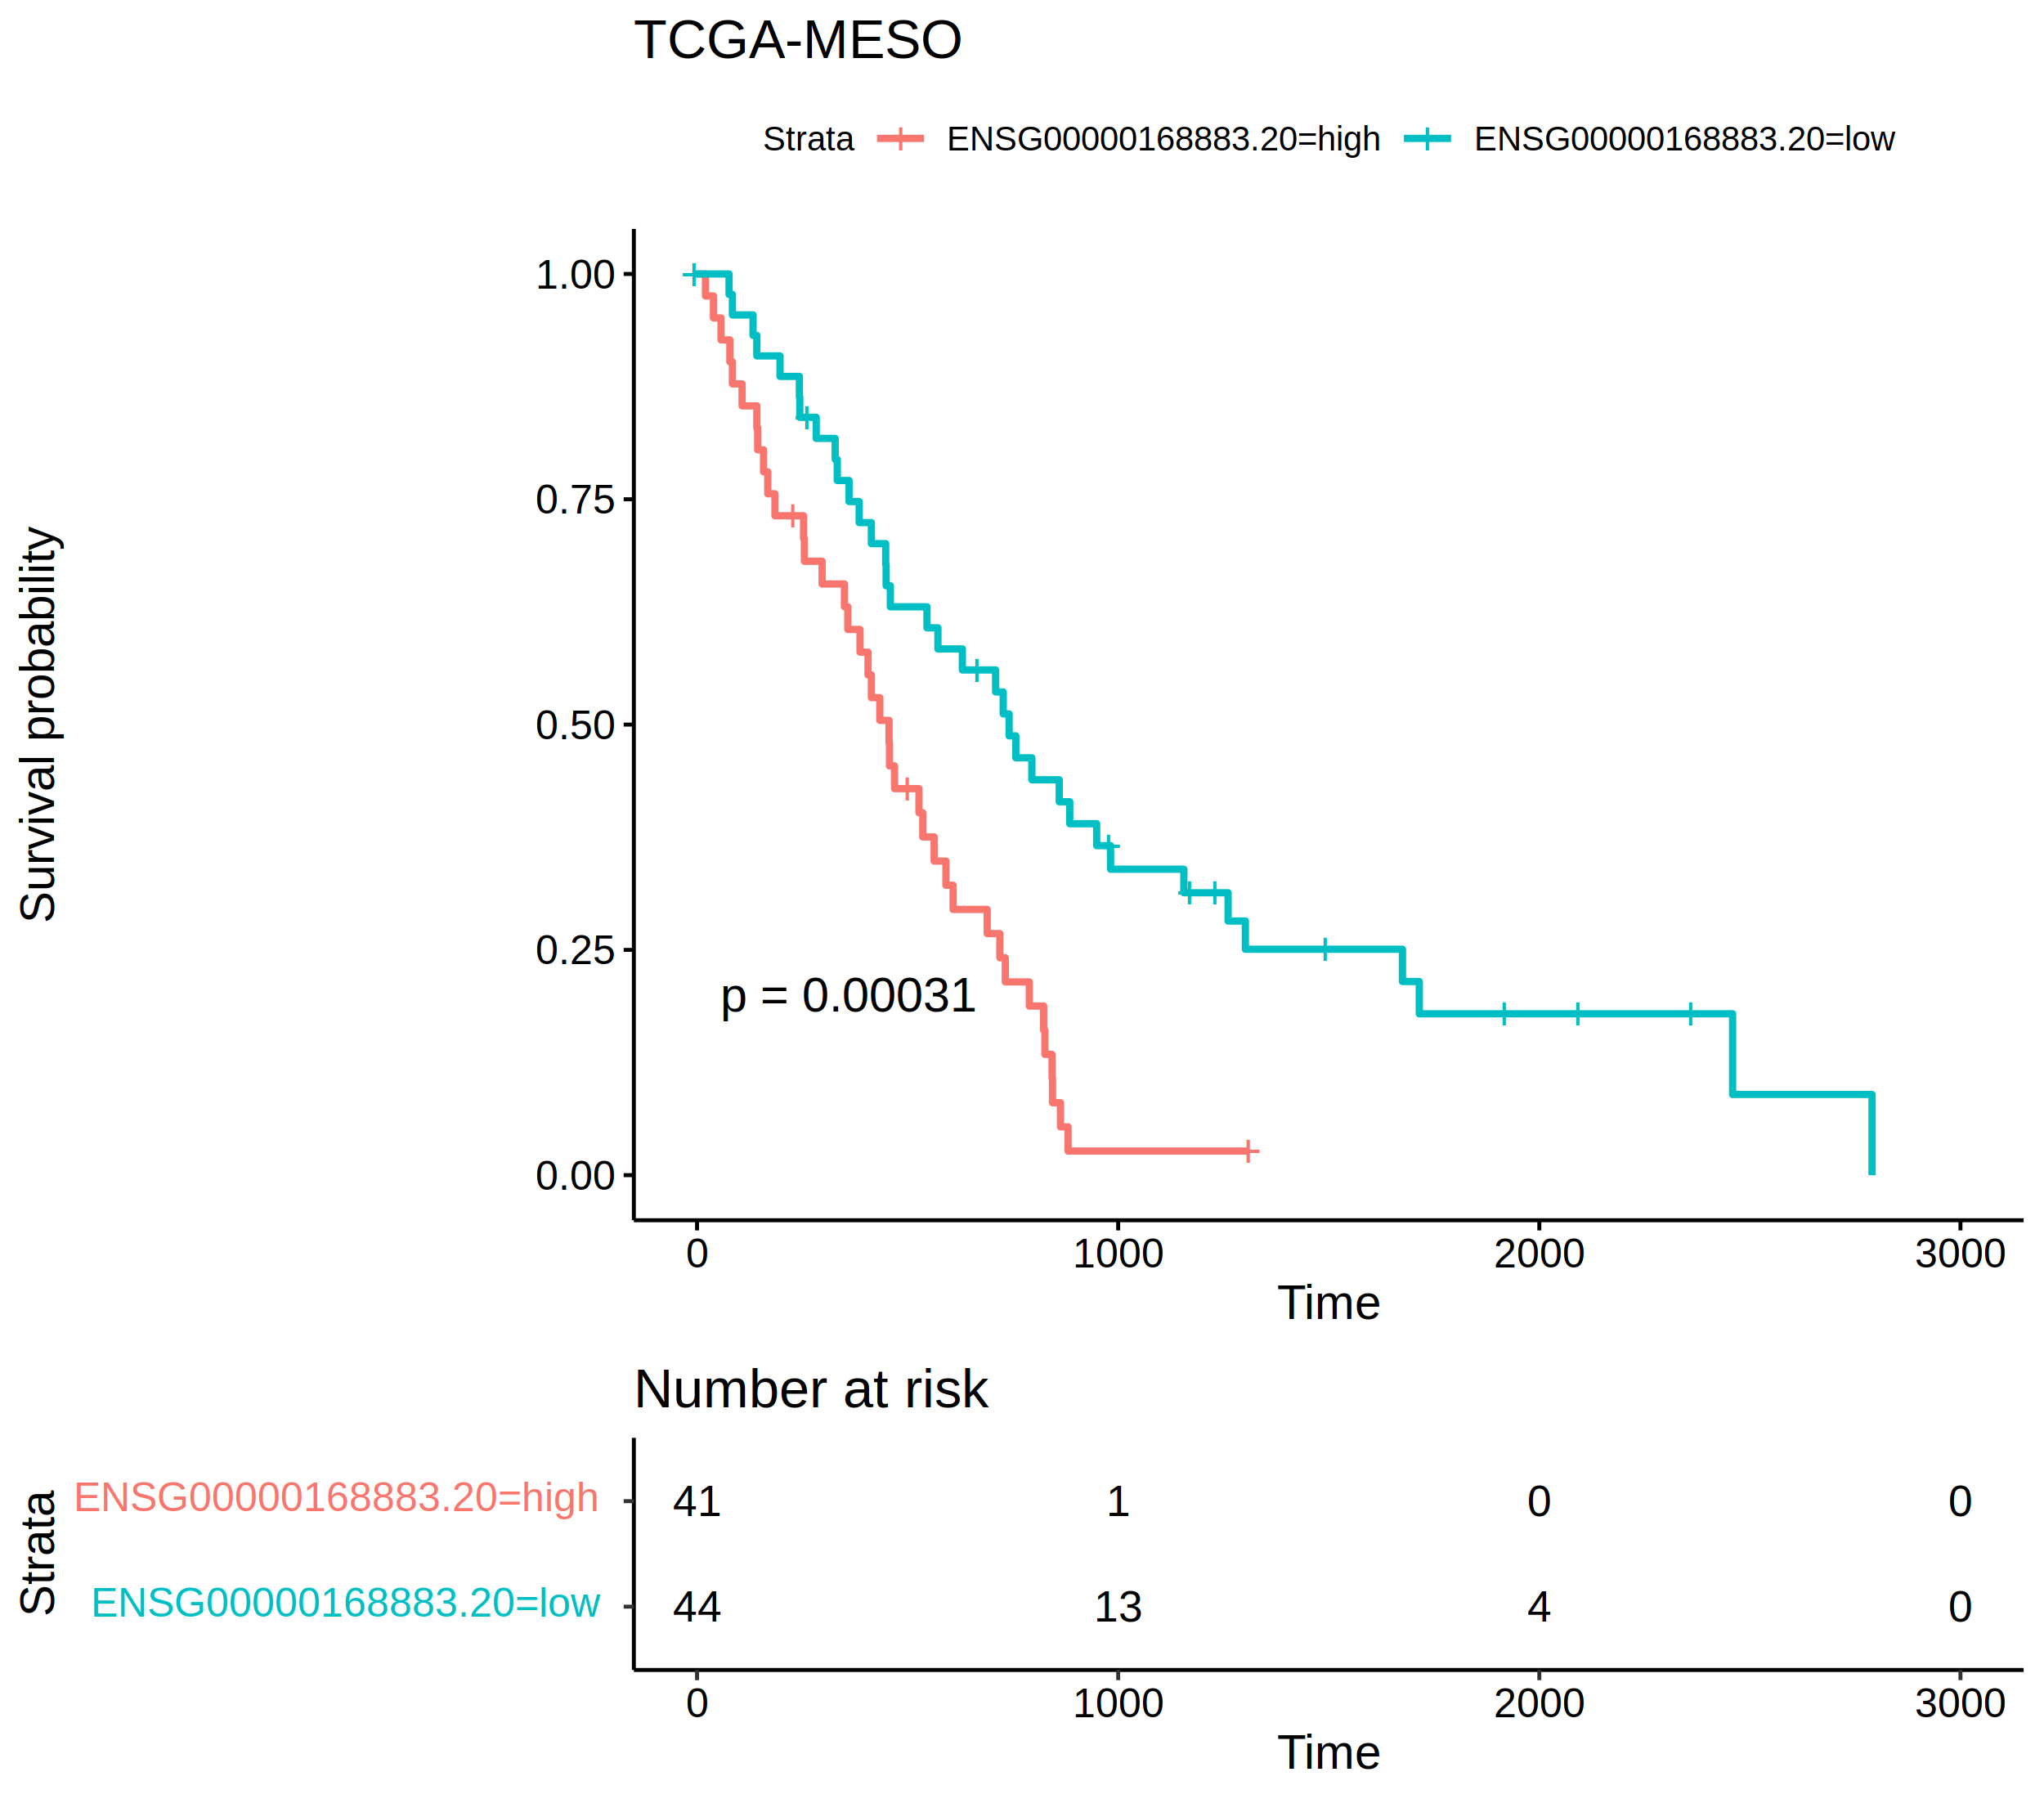 TCGA-MESO
Strata ENSG00000168883.20=high ENSG00000168883.20=low
Survival probability
1.00
0.75
0.50
0.25
0.00
p = 0.00031
0 1000 2000 3000
Time
Number at risk
Strata
ENSG00000168883.20=high 41 1 0 0
ENSG00000168883.20=low 44 13 4 0
0 1000 2000 3000
Time